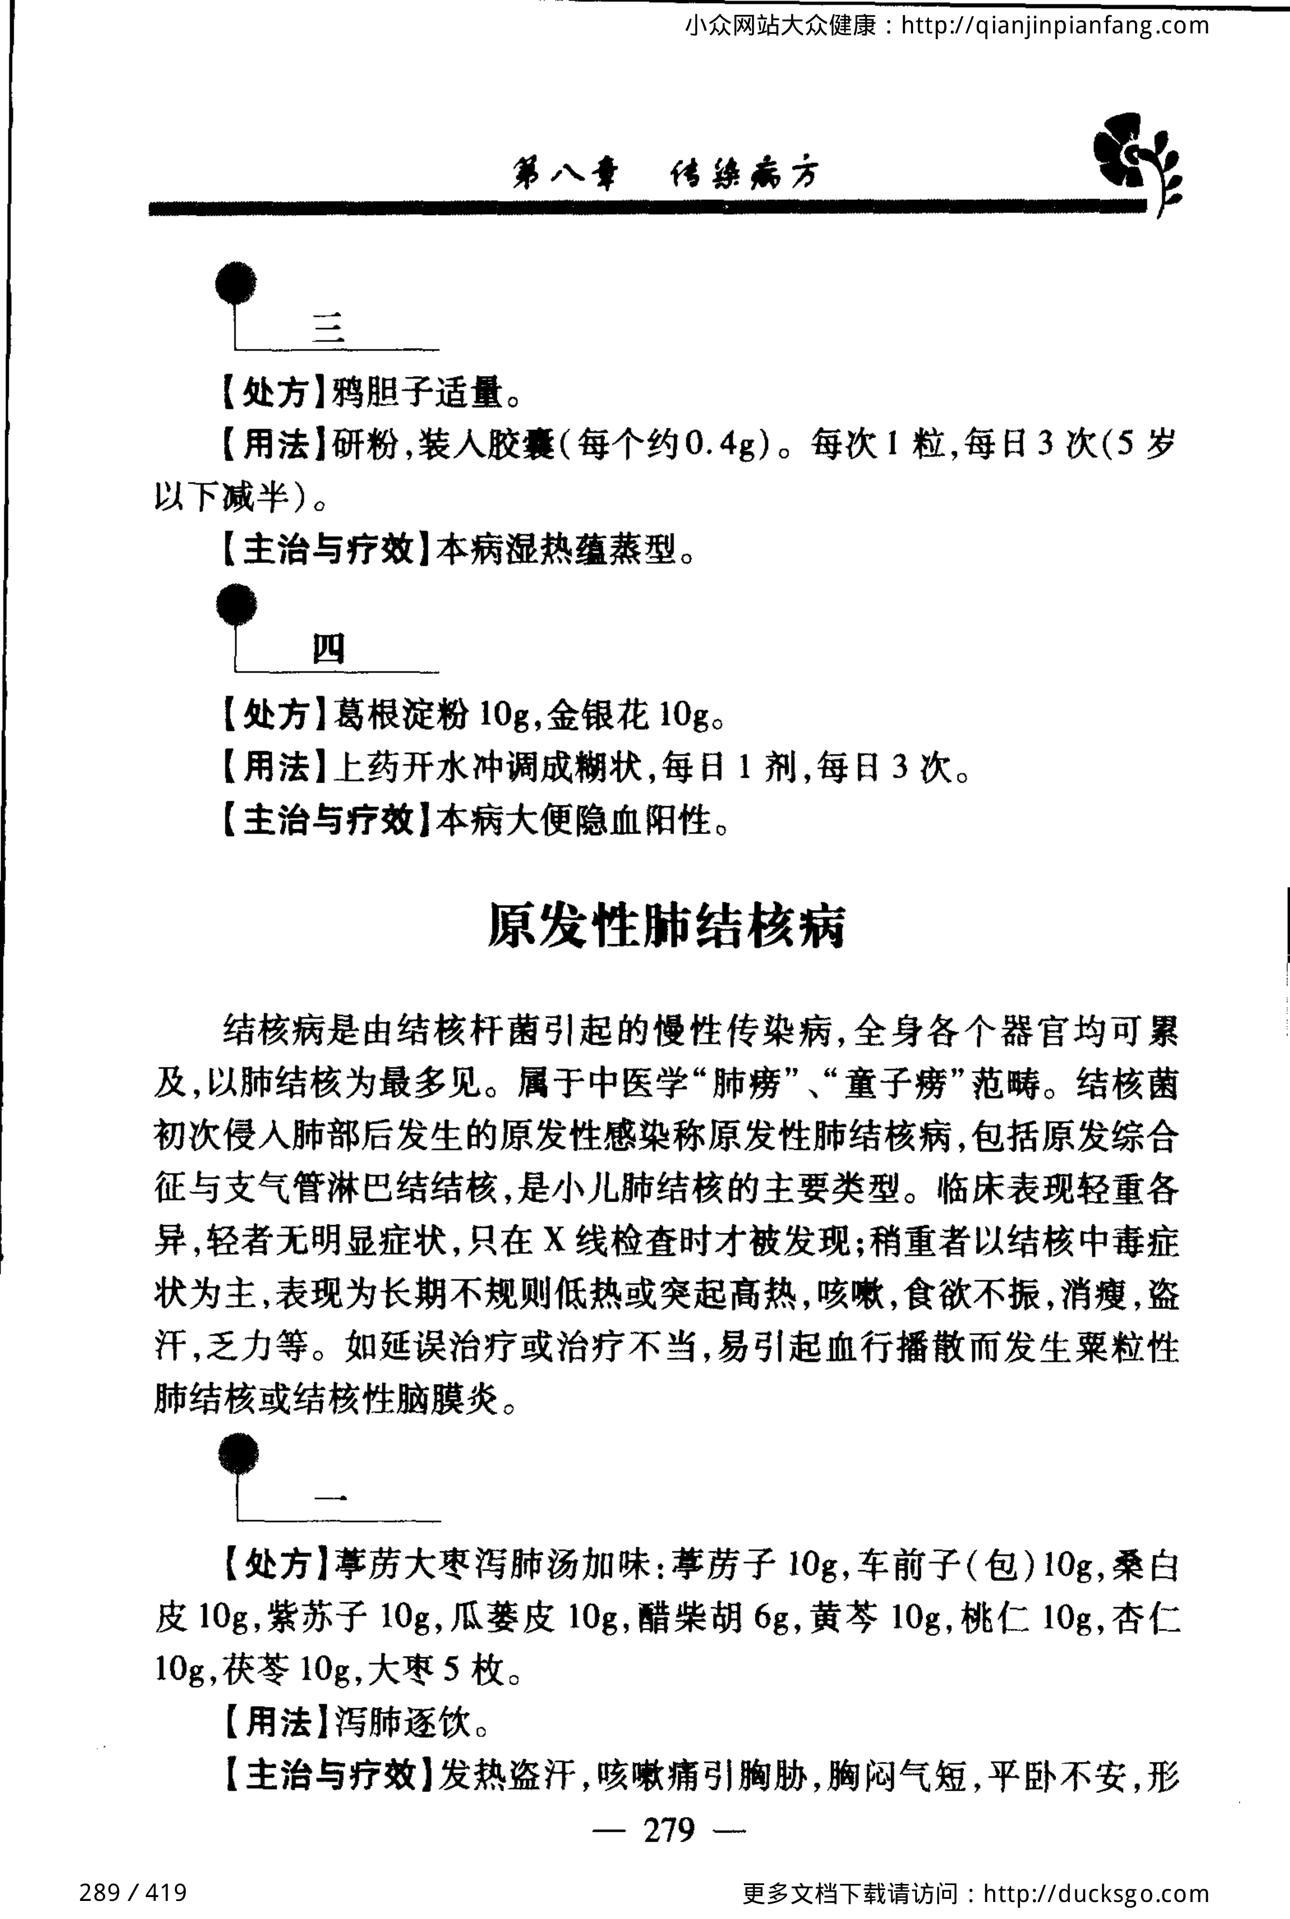 小众网站大众健康：http://qianjinpianfang.com
第八章 传染病方
三
【处方】鸦胆子适量。
【用法】研粉，装入胶囊（每个约0.4g）。每次1粒，每日3次（5岁
以下减半）。
【主治与疗效】本病湿热蕴蒸型。
四
【处方】葛根淀粉10g，金银花10g。
【用法】上药开水冲调成糊状，每日1剂，每日3次。
【主治与疗效】本病大便隐血阳性。
原发性肺结核病
结核病是由结核杆菌引起的慢性传染病，全身各个器官均可累
及，以肺结核为最多见。属于中医学“肺痨”、“童子痨”范畴。结核菌
初次侵入肺部后发生的原发性感染称原发性肺结核病，包括原发综合
征与支气管淋巴结结核，是小儿肺结核的主要类型。临床表现轻重各
异，轻者无明显症状，只在X线检查时才被发现；稍重者以结核中毒症
状为主，表现为长期不规则低热或突起高热，咳嗽，食欲不振，消瘦，盗
汗，乏力等。如延误治疗或治疗不当，易引起血行播散而发生粟粒性
肺结核或结核性脑膜炎。
一
【处方】葶苈大枣泻肺汤加味：葶苈子10g，车前子（包）10g，桑白
皮10g，紫苏子10g，瓜蒌皮10g，醋柴胡6g，黄芩10g，桃仁10g，杏仁
10g，茯苓10g，大枣5枚。
【用法】泻肺逐饮。
【主治与疗效】发热盗汗，咳嗽痛引胸胁，胸闷气短，平卧不安，形
— 279 —
289 / 419
更多文档下载请访问：http://ducksgo.com